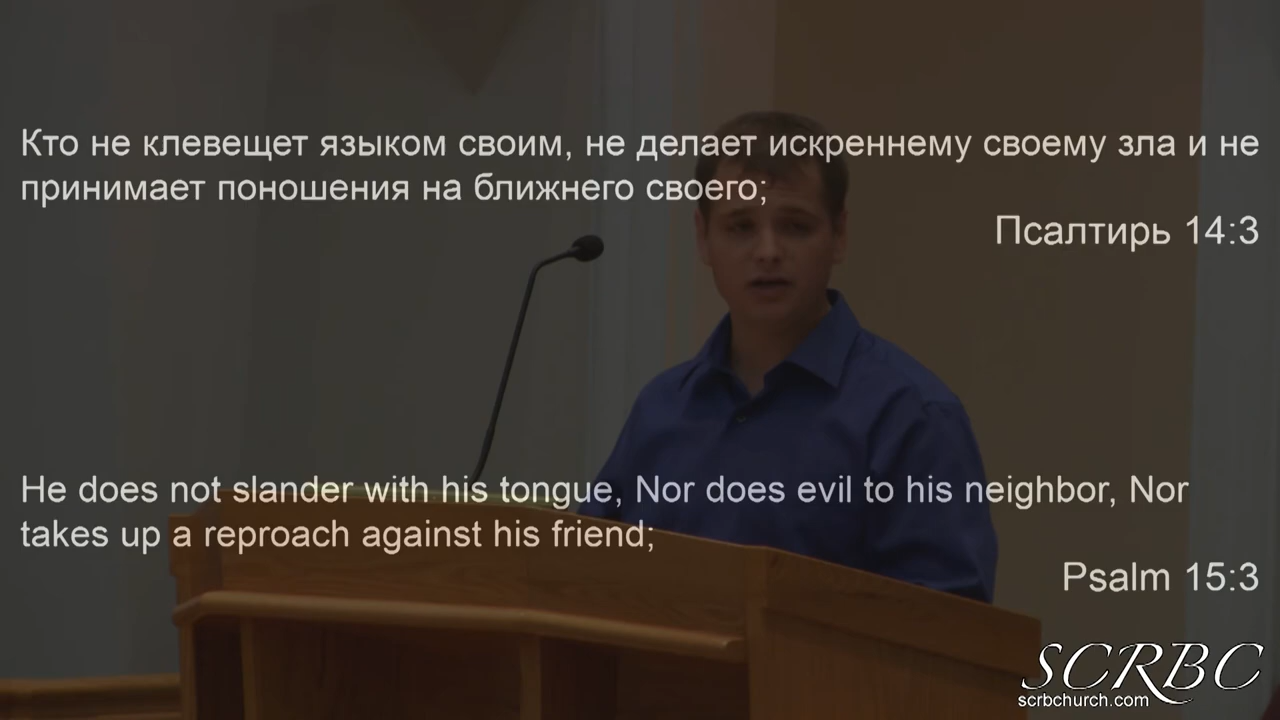 Кто не клевещет языком своим, не делает искреннему своему зла и не
принимает поношения на ближнего своего;
Псалтирь 14:3
He does not slander with his tongue, Nor does evil to his neighbor, Nor
takes up a reproach against his friend;
Psalm 15:3
SCRBC
scrbchurch.com